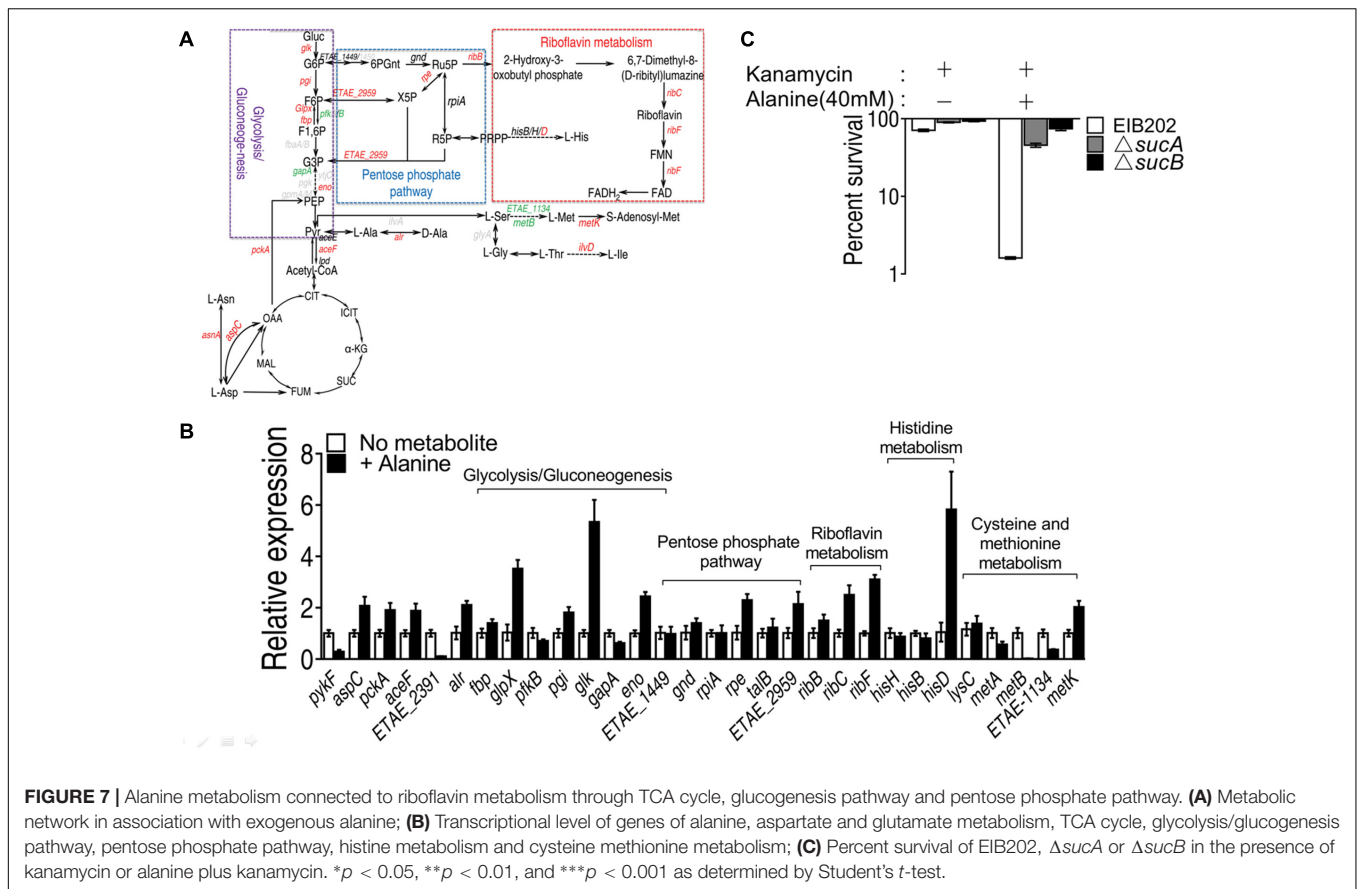 A
Gluc
glk
G6P
ETAE_1449/
6PGnt
gnd
Ru5P
ribB
pgi
rpe
F6P
ETAE_2959
X5P
rpiA
Glpx
fbp
pfkB
F1,6P
fbaA/B
R5P
PRPP
hisB/H/D
L-His
G3P
ETAE_2959
gapA
pgk
eno
gpmA/
PEP
Glycolysis/
Gluconeoge-nesis
Pentose phosphate
pathway
Riboflavin metabolism
2-Hydroxy-3-
oxobutyl phosphate
6,7-Dimethyl-8-
(D-ribityl)lumazine
ribC
Riboflavin
ribF
FMN
ribF
FADH2
FAD
ilvA
L-Ser
ETAE_1134
metB
L-Met
metK
S-Adenosyl-Met
Pyr
aceE
aceF
lpd
L-Ala
alr
D-Ala
glyA
L-Gly
L-Thr
ilvD
L-Ile
pckA
Acetyl-CoA
CIT
L-Asn
OAA
ICIT
asnA
aspC
α-KG
MAL
SUC
L-Asp
FUM
C
Kanamycin : + +
Alanine(40mM) : − +
Percent survival
100
10
1
EIB202
△sucA
△sucB
B
Relative expression
8
6
4
2
0
No metabolite
+ Alanine
Glycolysis/Gluconeogenesis
Pentose phosphate
pathway
Riboflavin
metabolism
Histidine
metabolism
Cysteine and
methionine
metabolism
pykF
aspC
pckA
aceF
ETAE_2391
alr
fbp
glpX
pfkB
pgi
glk
gapA
eno
ETAE_1449
gnd
rpiA
rpe
talB
ETAE_2959
ribB
ribC
ribF
hisH
hisB
hisD
lysC
metA
metB
ETAE-1134
metK
FIGURE 7 | Alanine metabolism connected to riboflavin metabolism through TCA cycle, glucogenesis pathway and pentose phosphate pathway. (A) Metabolic
network in association with exogenous alanine; (B) Transcriptional level of genes of alanine, aspartate and glutamate metabolism, TCA cycle, glycolysis/glucogenesis
pathway, pentose phosphate pathway, histine metabolism and cysteine methionine metabolism; (C) Percent survival of EIB202, ΔsucA or ΔsucB in the presence of
kanamycin or alanine plus kanamycin. *p < 0.05, **p < 0.01, and ***p < 0.001 as determined by Student's t-test.